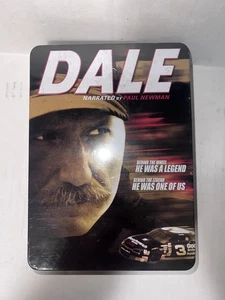 DALE
NARRATED BY PAUL NEWMAN
BEHIND THE WHEEL
HE WAS A LEGEND
BEHIND THE LEGEND
HE WAS ONE OF US
3